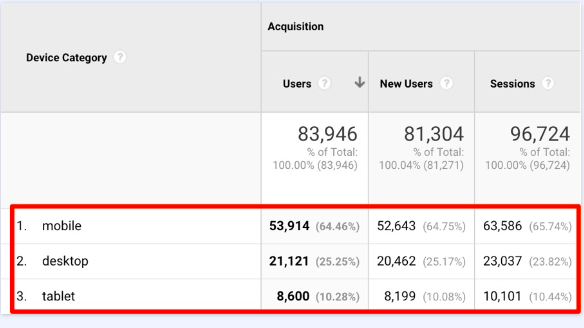 Acquisition
Device Category ?
Users ? New Users ? Sessions ?
83,946 81,304 96,724
% of Total: % of Total: % of Total:
100.00% (83,946) 100.04% (81,271) 100.00% (96,724)
1. mobile 53,914 (64.46%) 52,643 (64.75%) 63,586 (65.74%)
2. desktop 21,121 (25.25%) 20,462 (25.17%) 23,037 (23.82%)
3. tablet 8,600 (10.28%) 8,199 (10.08%) 10,101 (10.44%)